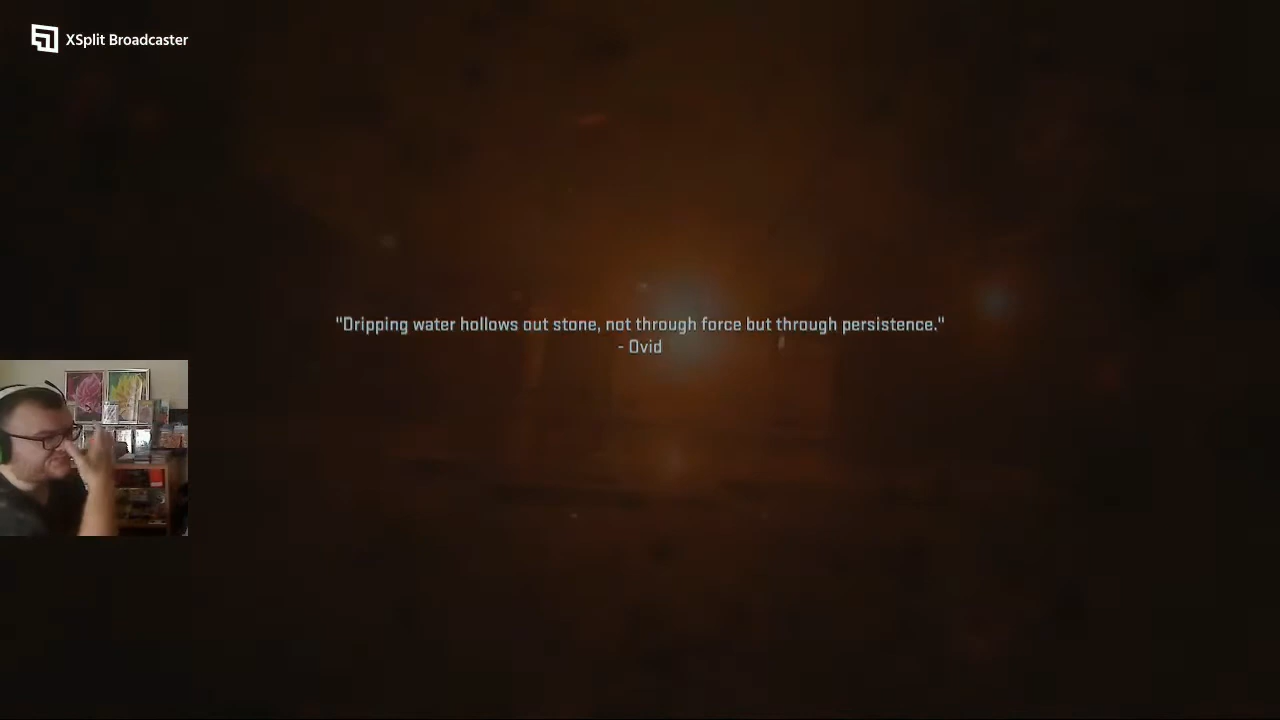 XSplit Broadcaster
"Dripping water hollows out stone, not through force but through persistence."
- Ovid